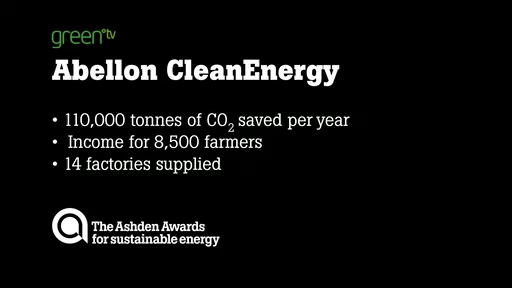 green.tv
Abellon CleanEnergy
• 110,000 tonnes of CO₂ saved per year
• Income for 8,500 farmers
• 14 factories supplied
The Ashden Awards
for sustainable energy